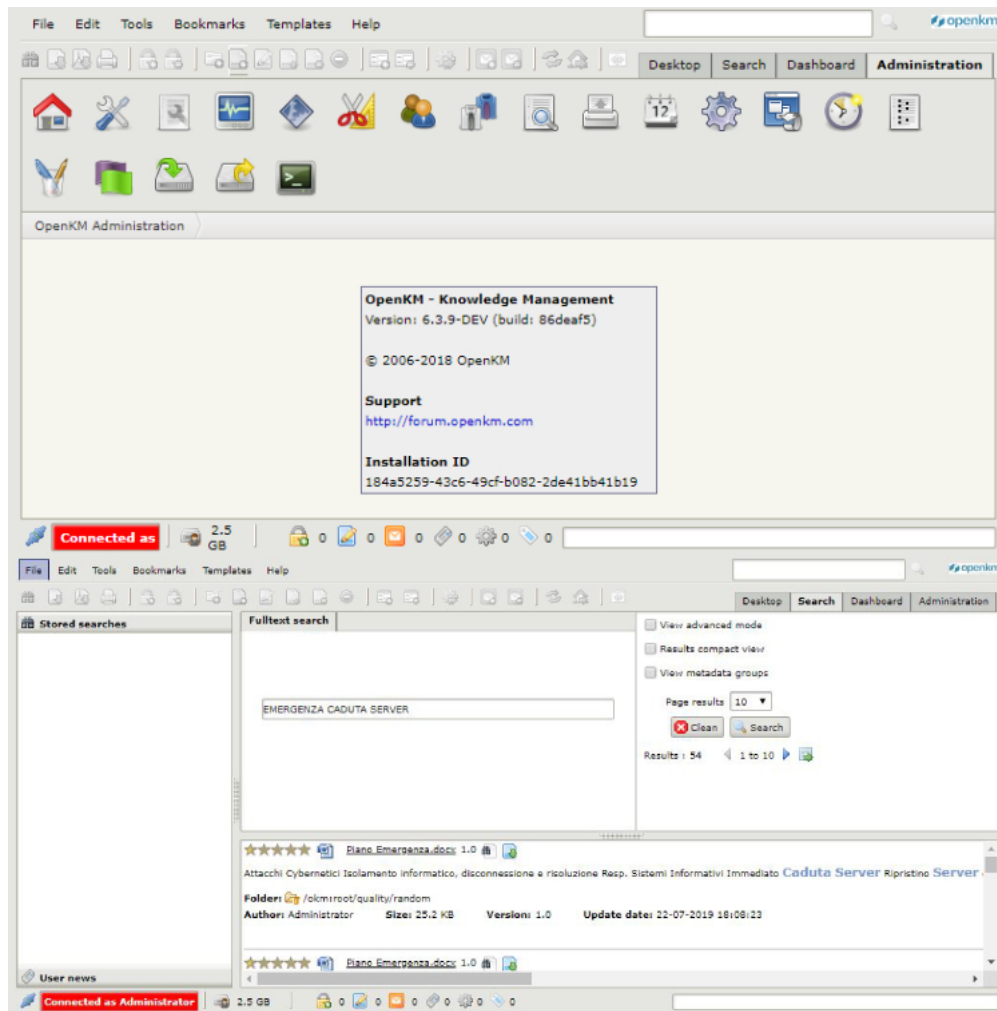 File Edit Tools Bookmarks Templates Help
openkm
Desktop Search Dashboard Administration
12
OpenKM Administration
OpenKM - Knowledge Management
Version: 6.3.9-DEV (build: 86deaf5)
© 2006-2018 OpenKM
Support
http://forum.openkm.com
Installation ID
184a5259-43c6-49cf-b082-2de41bb41b19
Connected as 2.5 GB 0 0 0 0 0 0
File Edit Tools Bookmarks Templates Help
openkm
Desktop Search Dashboard Administration
Stored searches
Fulltext search
View advanced mode
Results compact view
View metadata groups
EMERGENZA CADUTA SERVER
Page results 10
Clean Search
Results : 54 1 to 10
Piano Emergenza.docx 1.0
Attacchi Cybernetici Isolamento informatico, disconnessione e risoluzione Resp. Sistemi Informativi Immediato Caduta Server Ripristino Server
Folder: /okm:root/quality/random
Author: Administrator Size: 25.2 KB Version: 1.0 Update date: 22-07-2019 18:08:23
Piano Emergenza.docx 1.0
User news
Connected as Administrator 2.5 GB 0 0 0 0 0 0